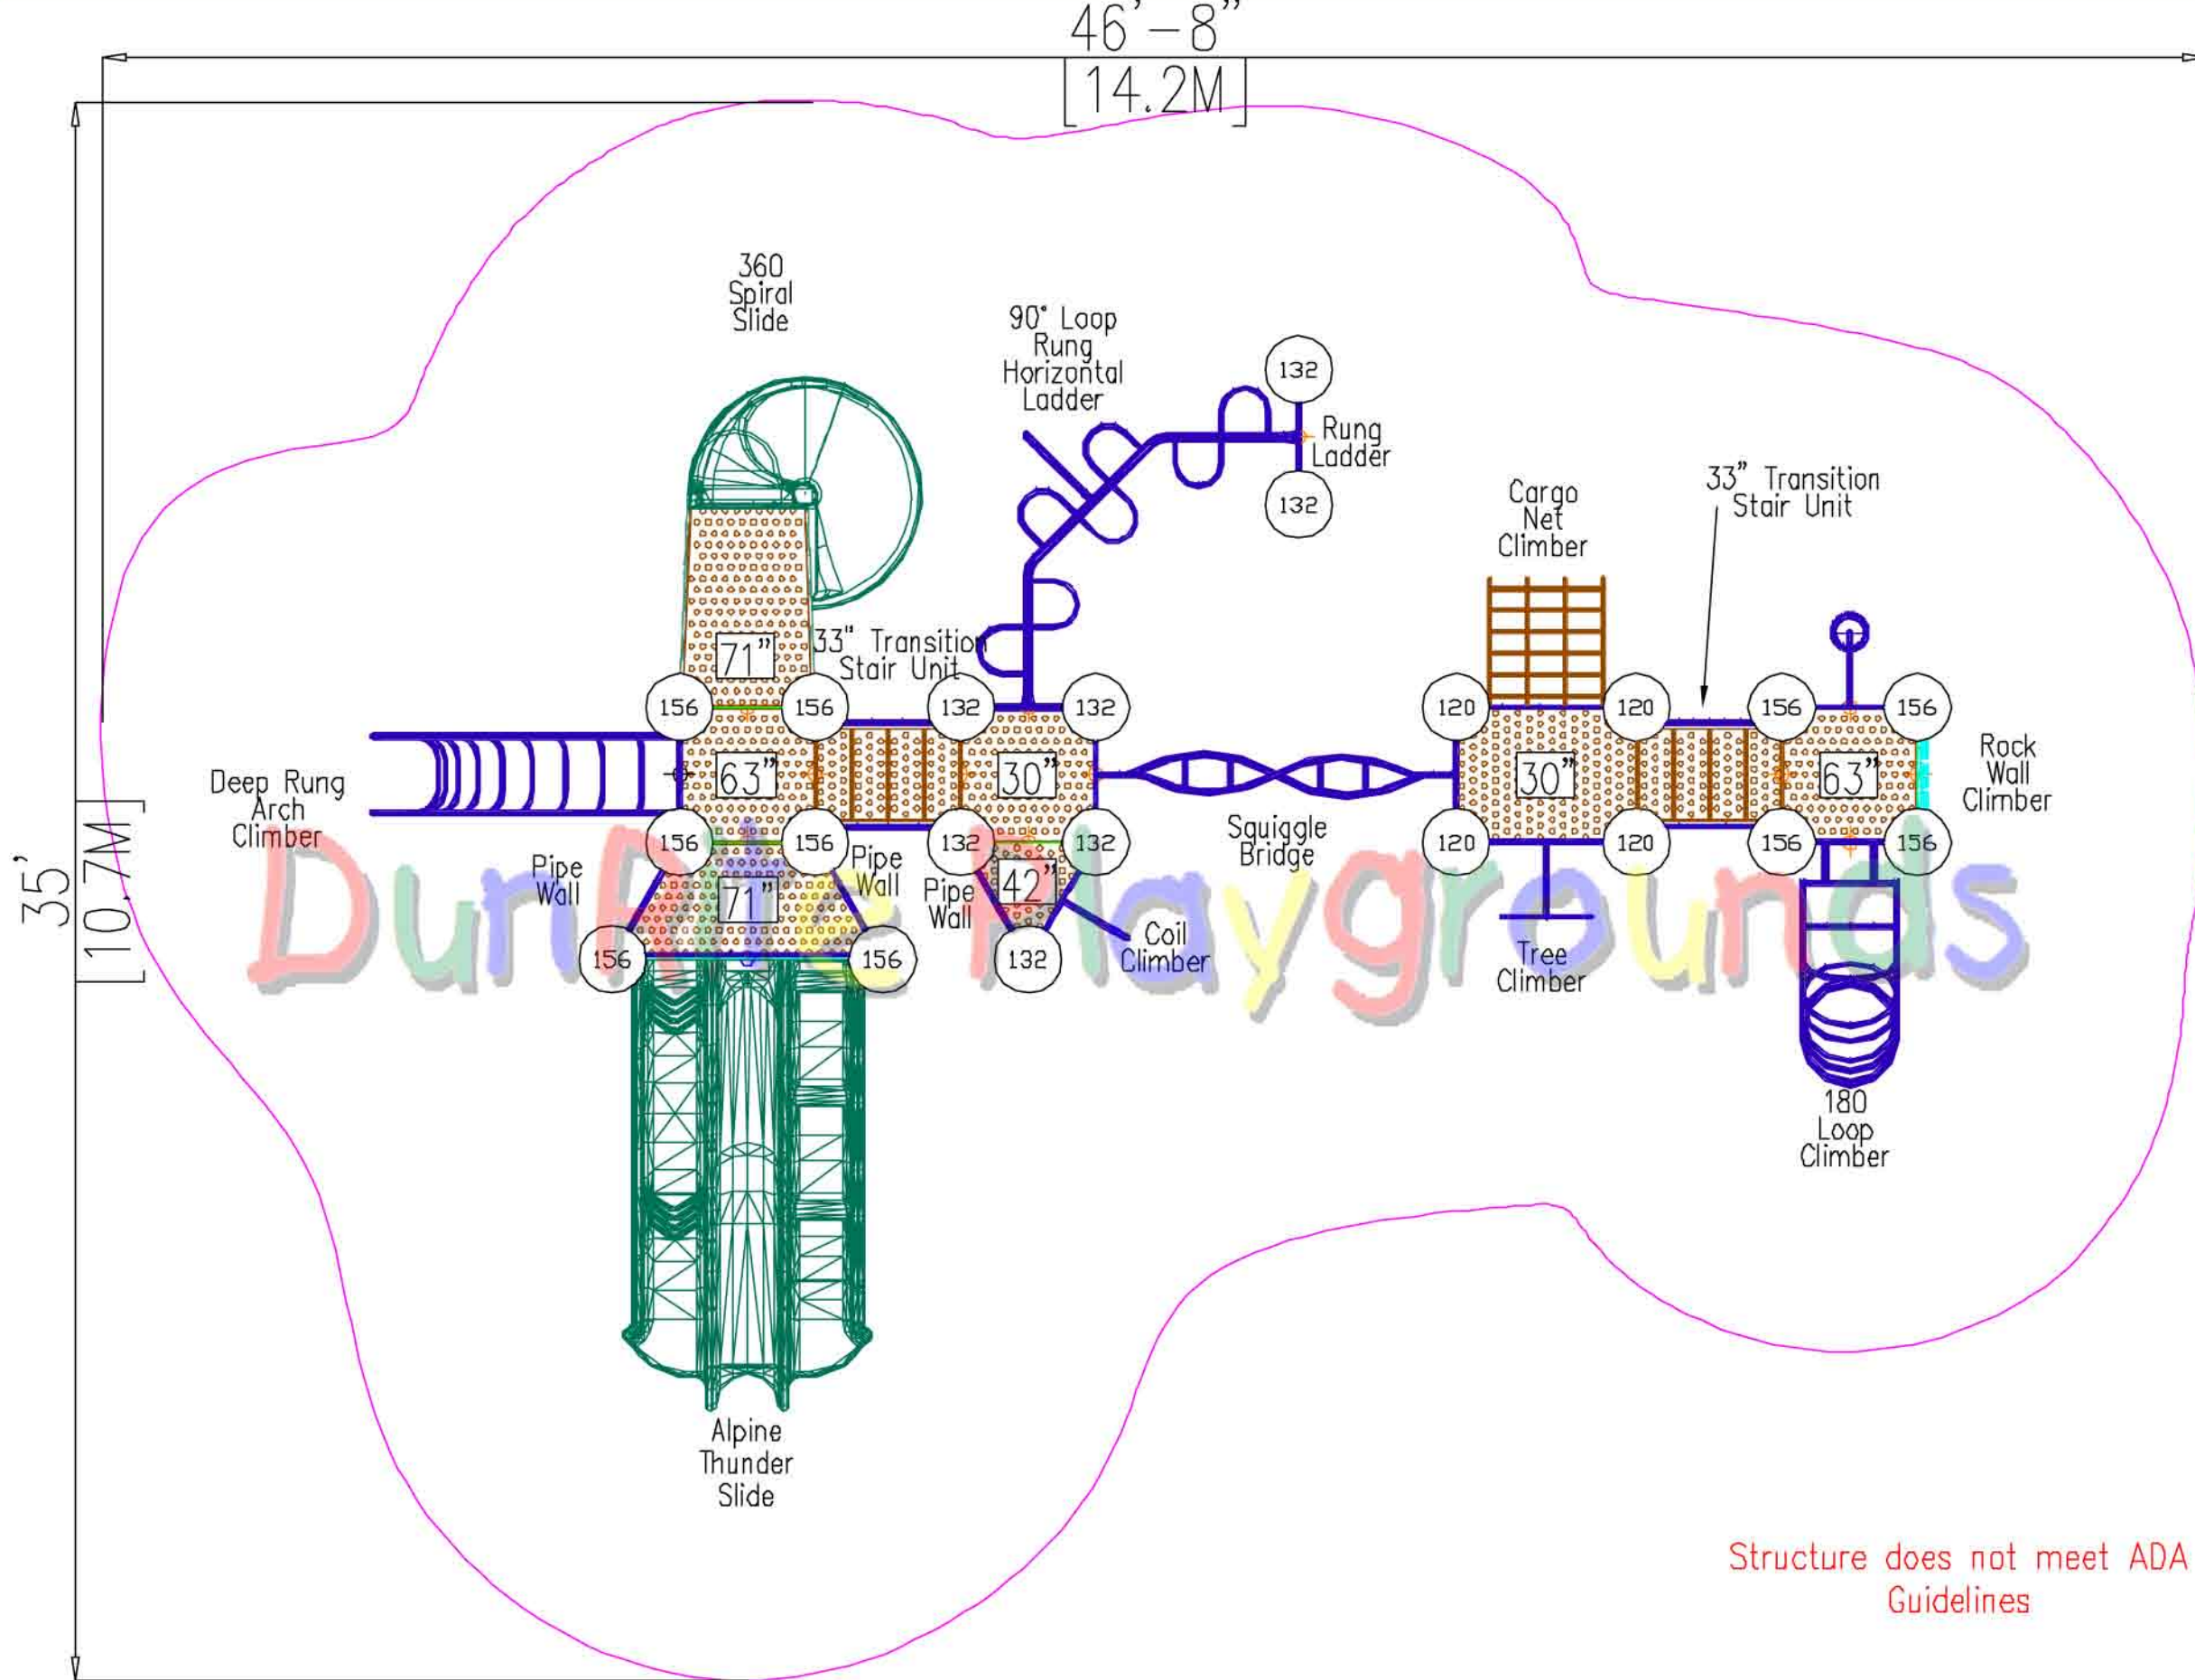 46'-8"
[14.2M]
35'
[10.7M]
360
Spiral
Slide
90° Loop
Rung
Horizontal
Ladder
132
Rung
Ladder
132
Cargo
Net
Climber
33" Transition
Stair Unit
71"
33" Transition
Stair Unit
156
156
132
132
120
120
156
156
Deep Rung
Arch
Climber
63"
30"
30"
63"
Rock
Wall
Climber
Squiggle
Bridge
156
156
132
132
120
120
156
156
Pipe
Wall
71"
Pipe
Wall
Pipe
Wall
42"
Coil
Climber
156
156
132
Tree
Climber
DunRite Playgrounds
180
Loop
Climber
Alpine
Thunder
Slide
Structure does not meet ADA
Guidelines